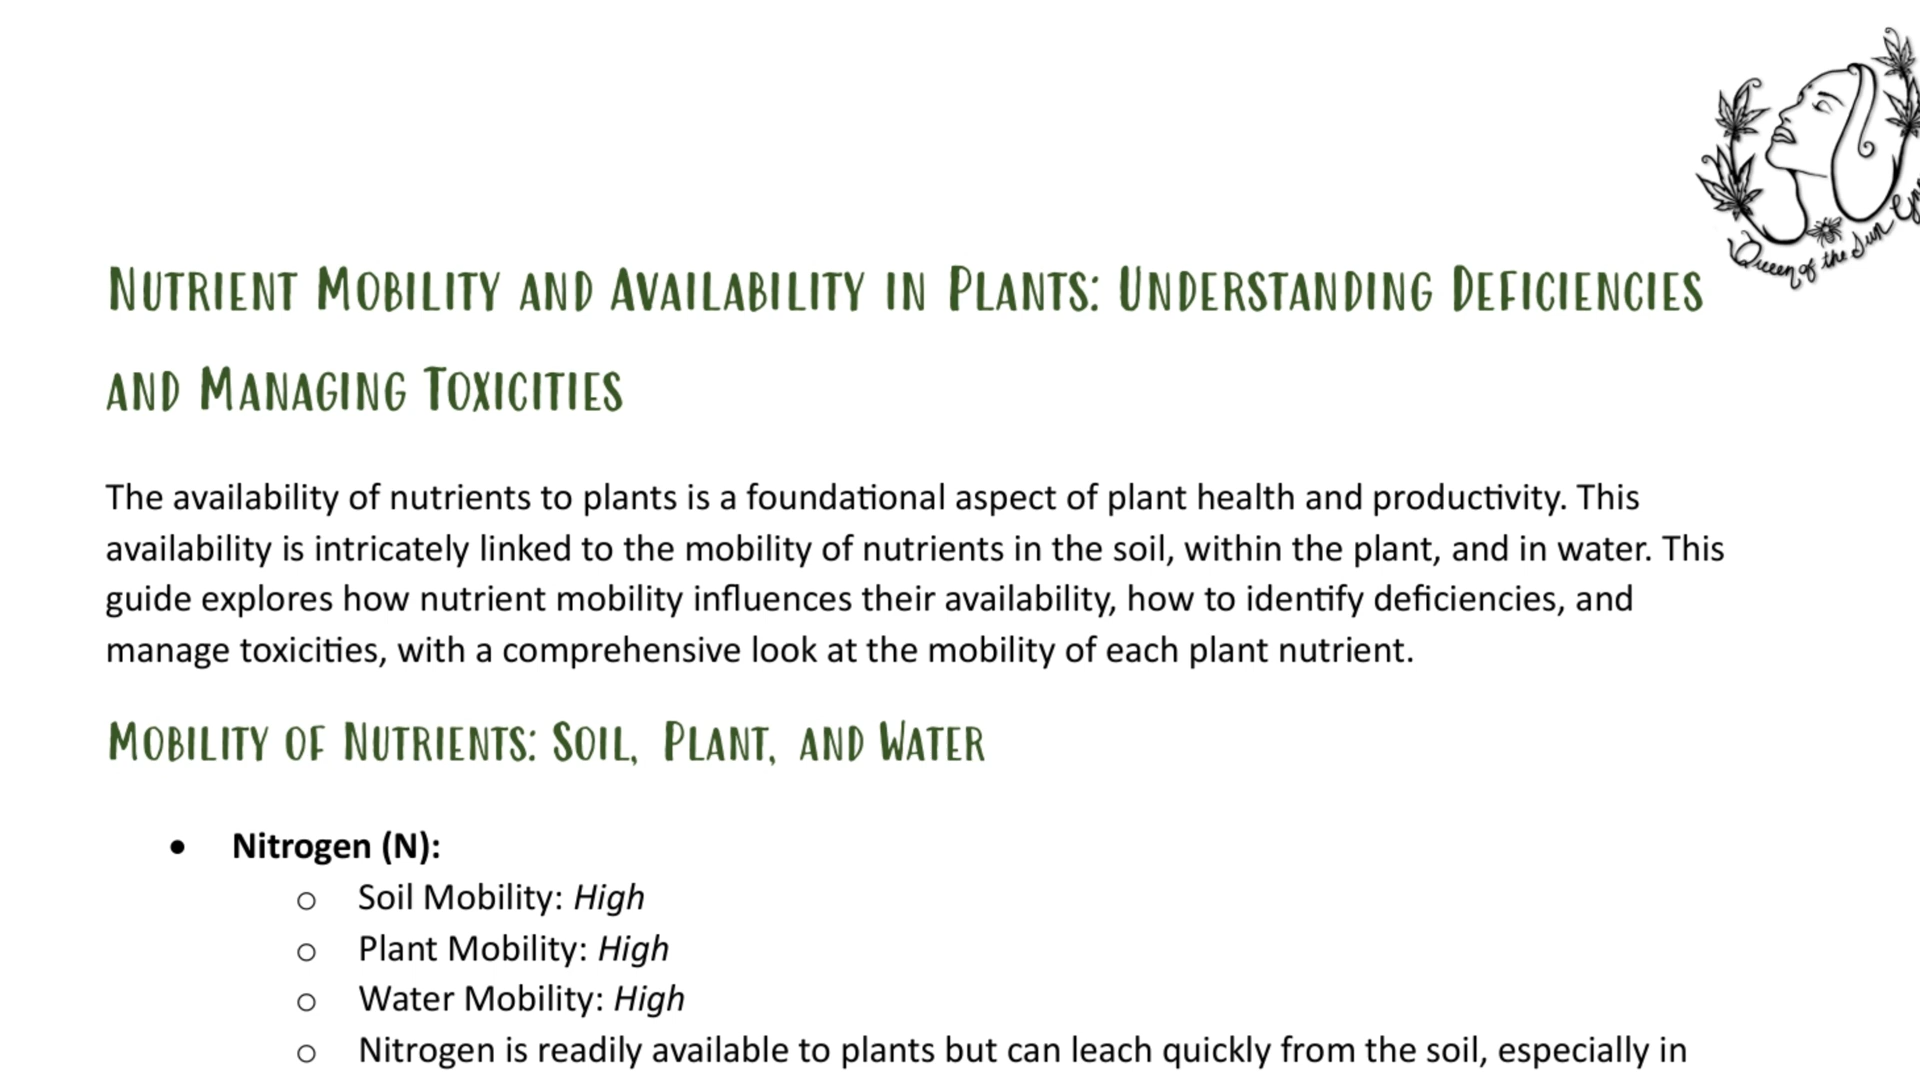 Queen of the Sun
Nutrient Mobility and Availability in Plants: Understanding Deficiencies
and Managing Toxicities
The availability of nutrients to plants is a foundational aspect of plant health and productivity. This
availability is intricately linked to the mobility of nutrients in the soil, within the plant, and in water. This
guide explores how nutrient mobility influences their availability, how to identify deficiencies, and
manage toxicities, with a comprehensive look at the mobility of each plant nutrient.
Mobility of Nutrients: Soil, Plant, and Water
• Nitrogen (N):
o Soil Mobility: High
o Plant Mobility: High
o Water Mobility: High
o Nitrogen is readily available to plants but can leach quickly from the soil, especially in